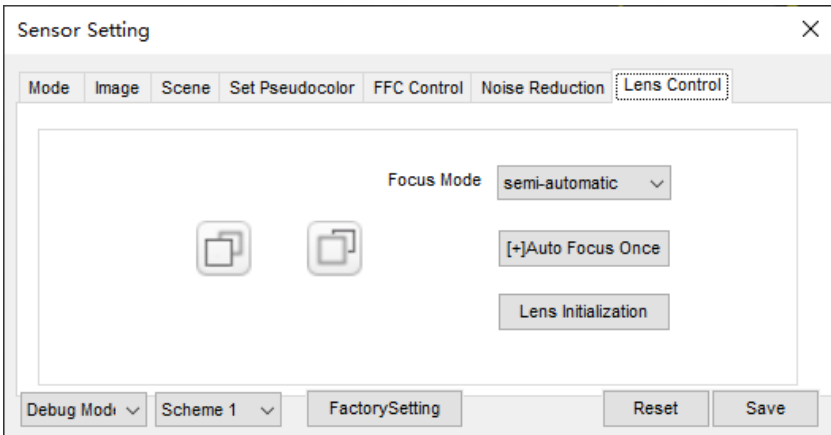 Sensor Setting
Mode Image Scene Set Pseudocolor FFC Control Noise Reduction Lens Control
Focus Mode semi-automatic
[+]Auto Focus Once
Lens Initialization
Debug Mod Scheme 1 FactorySetting Reset Save